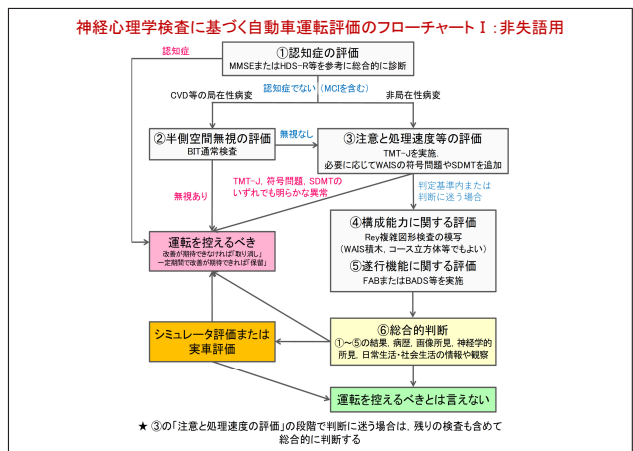 神経心理学検査に基づく自動車運転評価のフローチャートⅠ：非失語用
認知症
①認知症の評価
MMSEまたはHDS-R等を参考に総合的に診断
認知症でない（MCIを含む）
CVD等の局在性病変
非局在性病変
②半側空間無視の評価
BIT通常検査
無視なし
③注意と処理速度等の評価
TMT-Jを実施,
必要に応じてWAISの符号問題やSDMTを追加
TMT-J, 符号問題, SDMTの
いずれでも明らかな異常
無視あり
判定基準内または
判断に迷う場合
④構成能力に関する評価
Rey複雑図形検査の模写
（WAIS積木, コース立方体等でもよい）
⑤遂行機能に関する評価
FABまたはBADS等を実施
運転を控えるべき
改善が期待できなければ「取り消し」
一定期間で改善が期待できれば「保留」
シミュレータ評価または
実車評価
⑥総合的判断
①～⑤の結果, 病歴, 画像所見, 神経学的
所見, 日常生活・社会生活の情報や観察
運転を控えるべきとは言えない
★ ③の「注意と処理速度の評価」の段階で判断に迷う場合は, 残りの検査も含めて
総合的に判断する